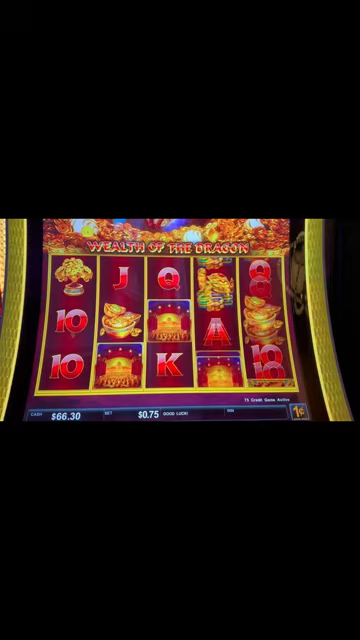 WEALTH OF THE DRAGON
J Q Q
10 A
10 K 10
75 Credit Game Active
CASH $66.30 BET $0.75 GOOD LUCK! WIN 1¢